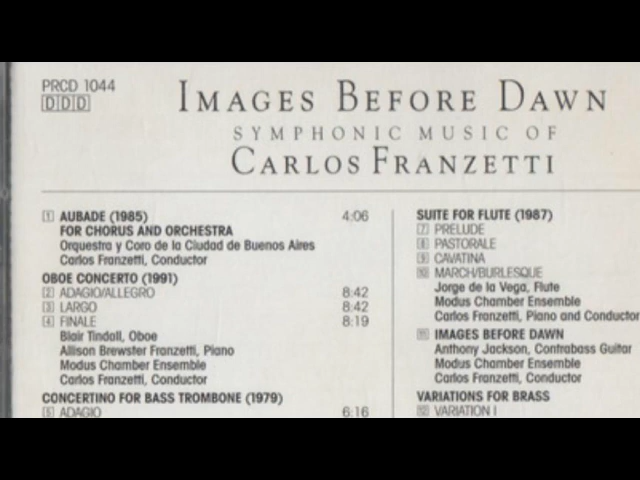 PRCD 1044
DDD
IMAGES BEFORE DAWN
SYMPHONIC MUSIC OF
CARLOS FRANZETTI
1 AUBADE (1985) 4:06
FOR CHORUS AND ORCHESTRA
Orquestra y Coro de la Ciudad de Buenos Aires
Carlos Franzetti, Conductor
OBOE CONCERTO (1991)
2 ADAGIO/ALLEGRO 8:42
3 LARGO 8:42
4 FINALE 8:19
Blair Tindall, Oboe
Allison Brewster Franzetti, Piano
Modus Chamber Ensemble
Carlos Franzetti, Conductor
CONCERTINO FOR BASS TROMBONE (1979)
5 ADAGIO 6:16
SUITE FOR FLUTE (1987)
7 PRELUDE
8 PASTORALE
9 CAVATINA
10 MARCH/BURLESQUE
Jorge de la Vega, Flute
Modus Chamber Ensemble
Carlos Franzetti, Piano and Conductor
11 IMAGES BEFORE DAWN
Anthony Jackson, Contrabass Guitar
Modus Chamber Ensemble
Carlos Franzetti, Conductor
VARIATIONS FOR BRASS
12 VARIATION I